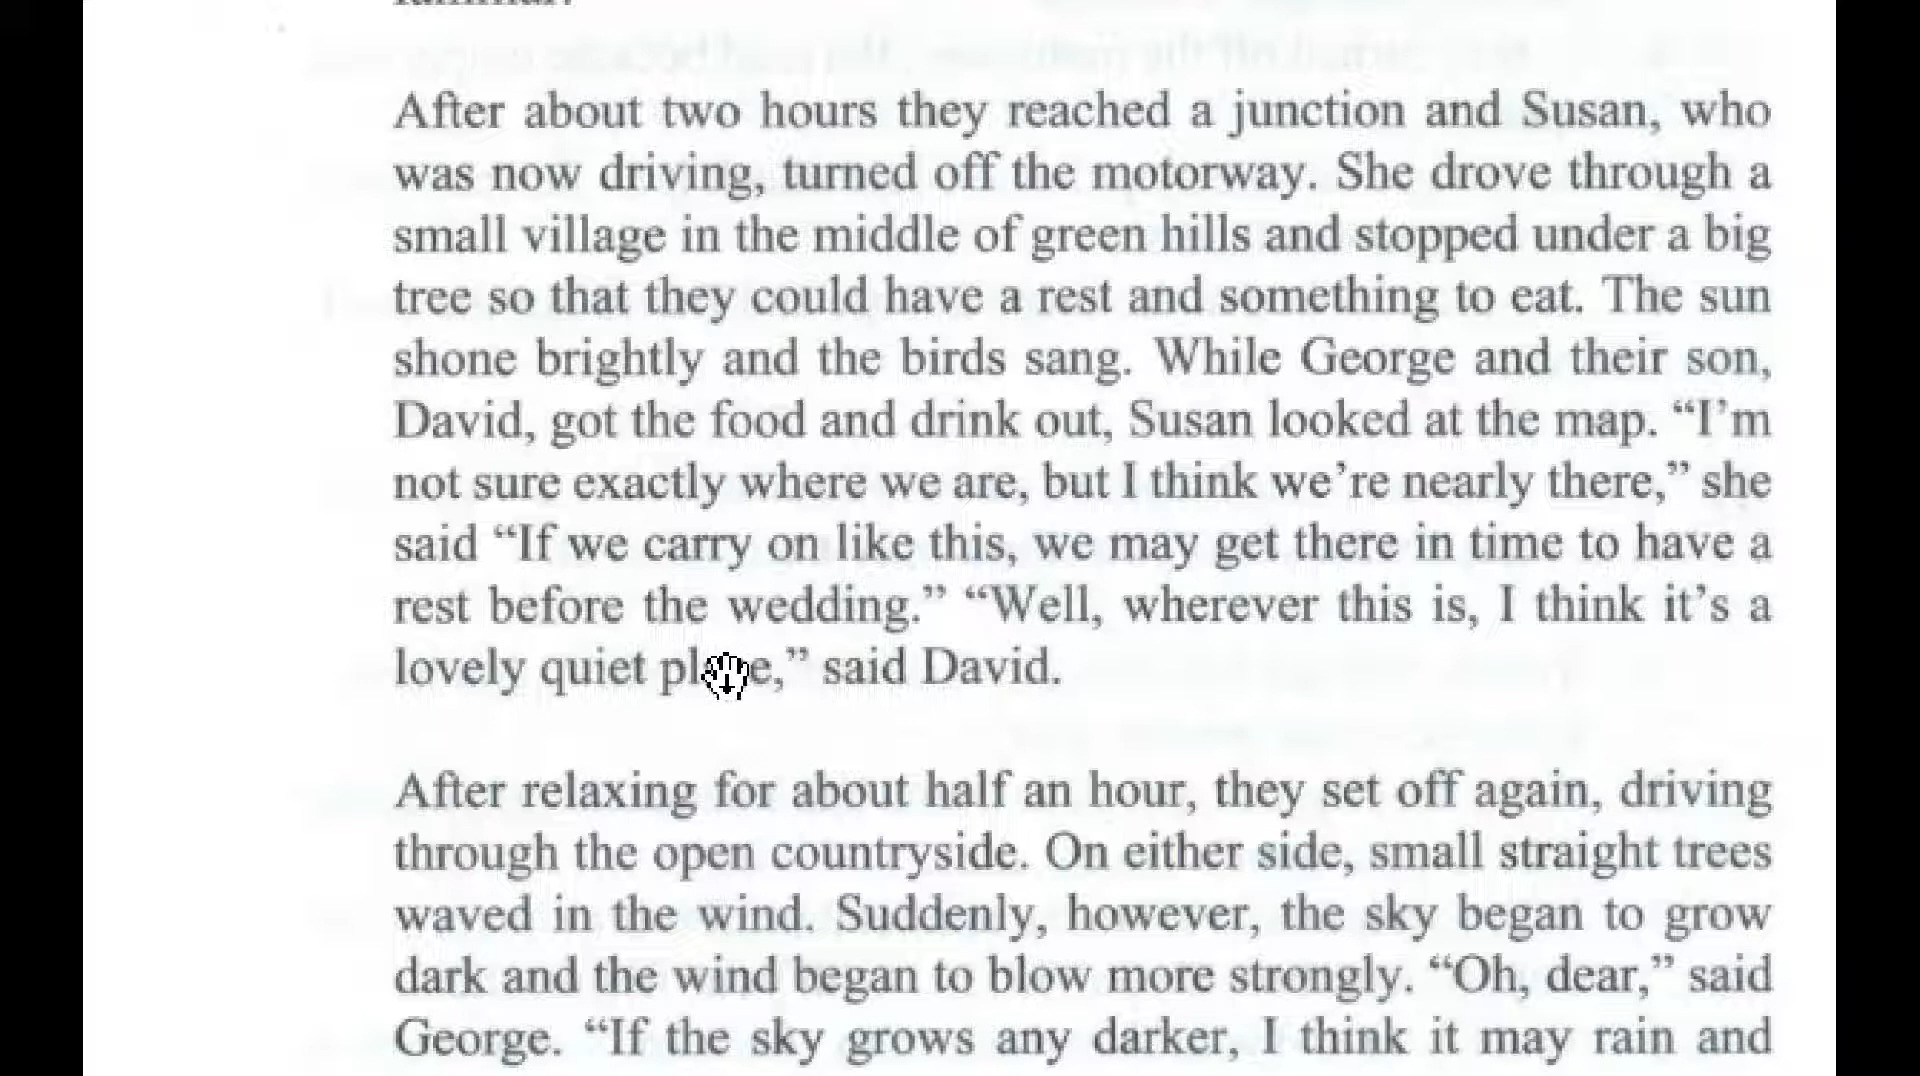 After about two hours they reached a junction and Susan, who
was now driving, turned off the motorway. She drove through a
small village in the middle of green hills and stopped under a big
tree so that they could have a rest and something to eat. The sun
shone brightly and the birds sang. While George and their son,
David, got the food and drink out, Susan looked at the map. “I’m
not sure exactly where we are, but I think we’re nearly there,” she
said “If we carry on like this, we may get there in time to have a
rest before the wedding.” “Well, wherever this is, I think it’s a
lovely quiet place,” said David.
After relaxing for about half an hour, they set off again, driving
through the open countryside. On either side, small straight trees
waved in the wind. Suddenly, however, the sky began to grow
dark and the wind began to blow more strongly. “Oh, dear,” said
George. “If the sky grows any darker, I think it may rain and